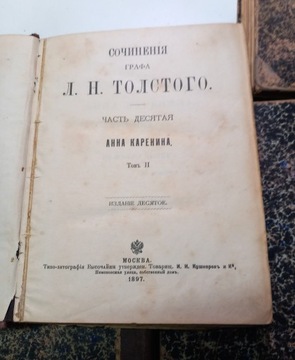 СОЧИНЕНІЯ
ГРАФА
Л. Н. ТОЛСТОГО.
ЧАСТЬ ДЕСЯТАЯ
АННА КАРЕНИНА.
Томъ II
ИЗДАНІЕ ДЕСЯТОЕ.
МОСКВА.
Типо-литографія Высочайше утвержден. Товарищ. И. Н. Кушнеревъ и Кº,
Пименовская улица, собственный домъ.
1897.